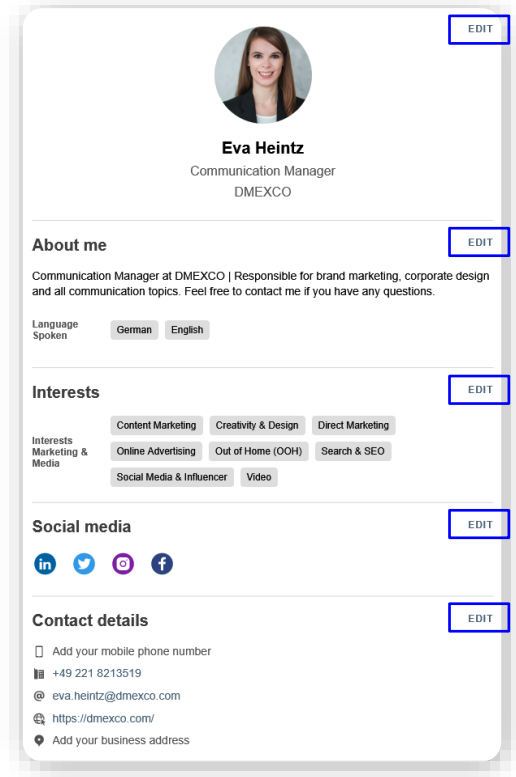 EDIT
Eva Heintz
Communication Manager
DMEXCO
About me
EDIT
Communication Manager at DMEXCO | Responsible for brand marketing, corporate design
and all communication topics. Feel free to contact me if you have any questions.
Language
Spoken
German English
Interests
EDIT
Interests
Marketing &
Media
Content Marketing Creativity & Design Direct Marketing
Online Advertising Out of Home (OOH) Search & SEO
Social Media & Influencer Video
Social media
EDIT
in
f
Contact details
EDIT
Add your mobile phone number
+49 221 8213519
@ eva.heintz@dmexco.com
https://dmexco.com/
Add your business address